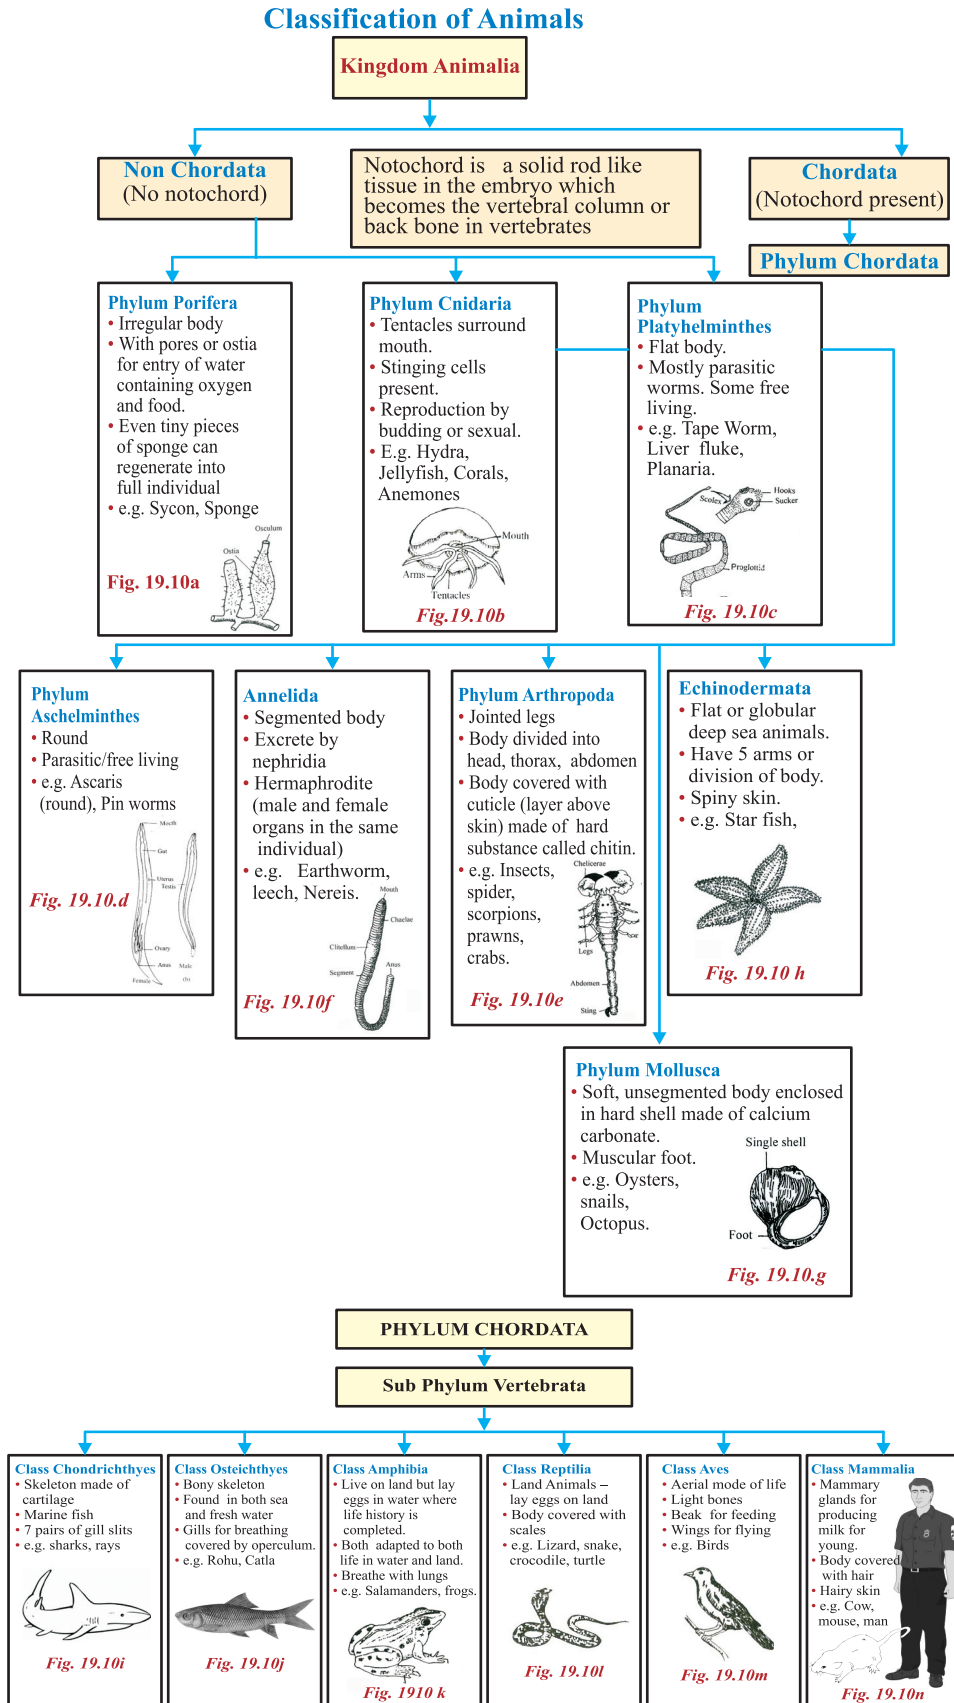 Classification of Animals
Kingdom Animalia
Non Chordata
(No notochord)
Notochord is a solid rod like
tissue in the embryo which
becomes the vertebral column or
back bone in vertebrates
Chordata
(Notochord present)
Phylum Chordata
Phylum Porifera
• Irregular body
• With pores or ostia
for entry of water
containing oxygen
and food.
• Even tiny pieces
of sponge can
regenerate into
full individual
• e.g. Sycon, Sponge
Osculum
Ostia
Fig. 19.10a
Phylum Cnidaria
• Tentacles surround
mouth.
• Stinging cells
present.
• Reproduction by
budding or sexual.
• E.g. Hydra,
Jellyfish, Corals,
Anemones
Mouth
Arms
Tentacles
Fig.19.10b
Phylum
Platyhelminthes
• Flat body.
• Mostly parasitic
worms. Some free
living.
• e.g. Tape Worm,
Liver fluke,
Planaria.
Hooks
Scolex
Sucker
Proglottid
Fig. 19.10c
Phylum
Aschelminthes
• Round
• Parasitic/free living
• e.g. Ascaris
(round), Pin worms
Mouth
Gut
Uterus
Testis
Ovary
Anus
Male
Female
(b)
Fig. 19.10.d
Annelida
• Segmented body
• Excrete by
nephridia
• Hermaphrodite
(male and female
organs in the same
individual)
• e.g. Earthworm,
leech, Nereis.
Mouth
Chaelae
Clitellum
Segment
Anus
Fig. 19.10f
Phylum Arthropoda
• Jointed legs
• Body divided into
head, thorax, abdomen
• Body covered with
cuticle (layer above
skin) made of hard
substance called chitin.
• e.g. Insects,
spider,
scorpions,
prawns,
crabs.
Chelicerae
Legs
Abdomen
Sting
Fig. 19.10e
Echinodermata
• Flat or globular
deep sea animals.
• Have 5 arms or
division of body.
• Spiny skin.
• e.g. Star fish,
Fig. 19.10 h
Phylum Mollusca
• Soft, unsegmented body enclosed
in hard shell made of calcium
carbonate.
• Muscular foot.
• e.g. Oysters,
snails,
Octopus.
Single shell
Foot
Fig. 19.10.g
PHYLUM CHORDATA
Sub Phylum Vertebrata
Class Chondrichthyes
• Skeleton made of
cartilage
• Marine fish
• 7 pairs of gill slits
• e.g. sharks, rays
Fig. 19.10i
Class Osteichthyes
• Bony skeleton
• Found in both sea
and fresh water
• Gills for breathing
covered by operculum.
• e.g. Rohu, Catla
Fig. 19.10j
Class Amphibia
• Live on land but lay
eggs in water where
life history is
completed.
• Both adapted to both
life in water and land.
• Breathe with lungs
• e.g. Salamanders, frogs.
Fig. 1910 k
Class Reptilia
• Land Animals –
lay eggs on land
• Body covered with
scales
• e.g. Lizard, snake,
crocodile, turtle
Fig. 19.10l
Class Aves
• Aerial mode of life
• Light bones
• Beak for feeding
• Wings for flying
• e.g. Birds
Fig. 19.10m
Class Mammalia
• Mammary
glands for
producing
milk for
young.
• Body covered
with hair
• Hairy skin
• e.g. Cow,
mouse, man
Fig. 19.10n